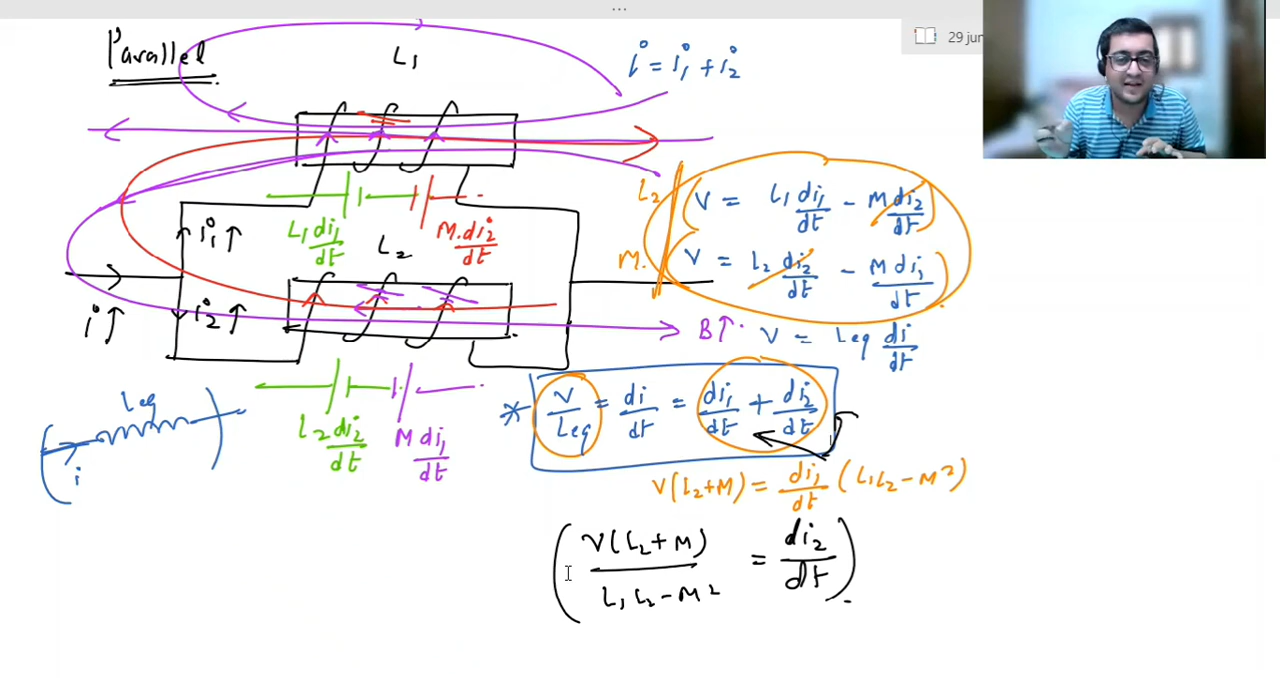 29 jun
Parallel
L₁
i = i₁ + i₂
L₂
V = L₁ di₁/dt − M di₂/dt
L₁ di₁/dt
M. di₂/dt
i₁↑
L₂
M.
V = L₂ di₂/dt − M di₁/dt
i↑
i₂↑
B↑.
V = Leq di/dt
Leq
i
L₂ di₂/dt
M di₁/dt
* V/Leq = di/dt = di₁/dt + di₂/dt
V(L₂+M) = di₁/dt (L₁L₂ − M²)
(V(L₂+M)/(L₁L₂ − M²) = di₂/dt).